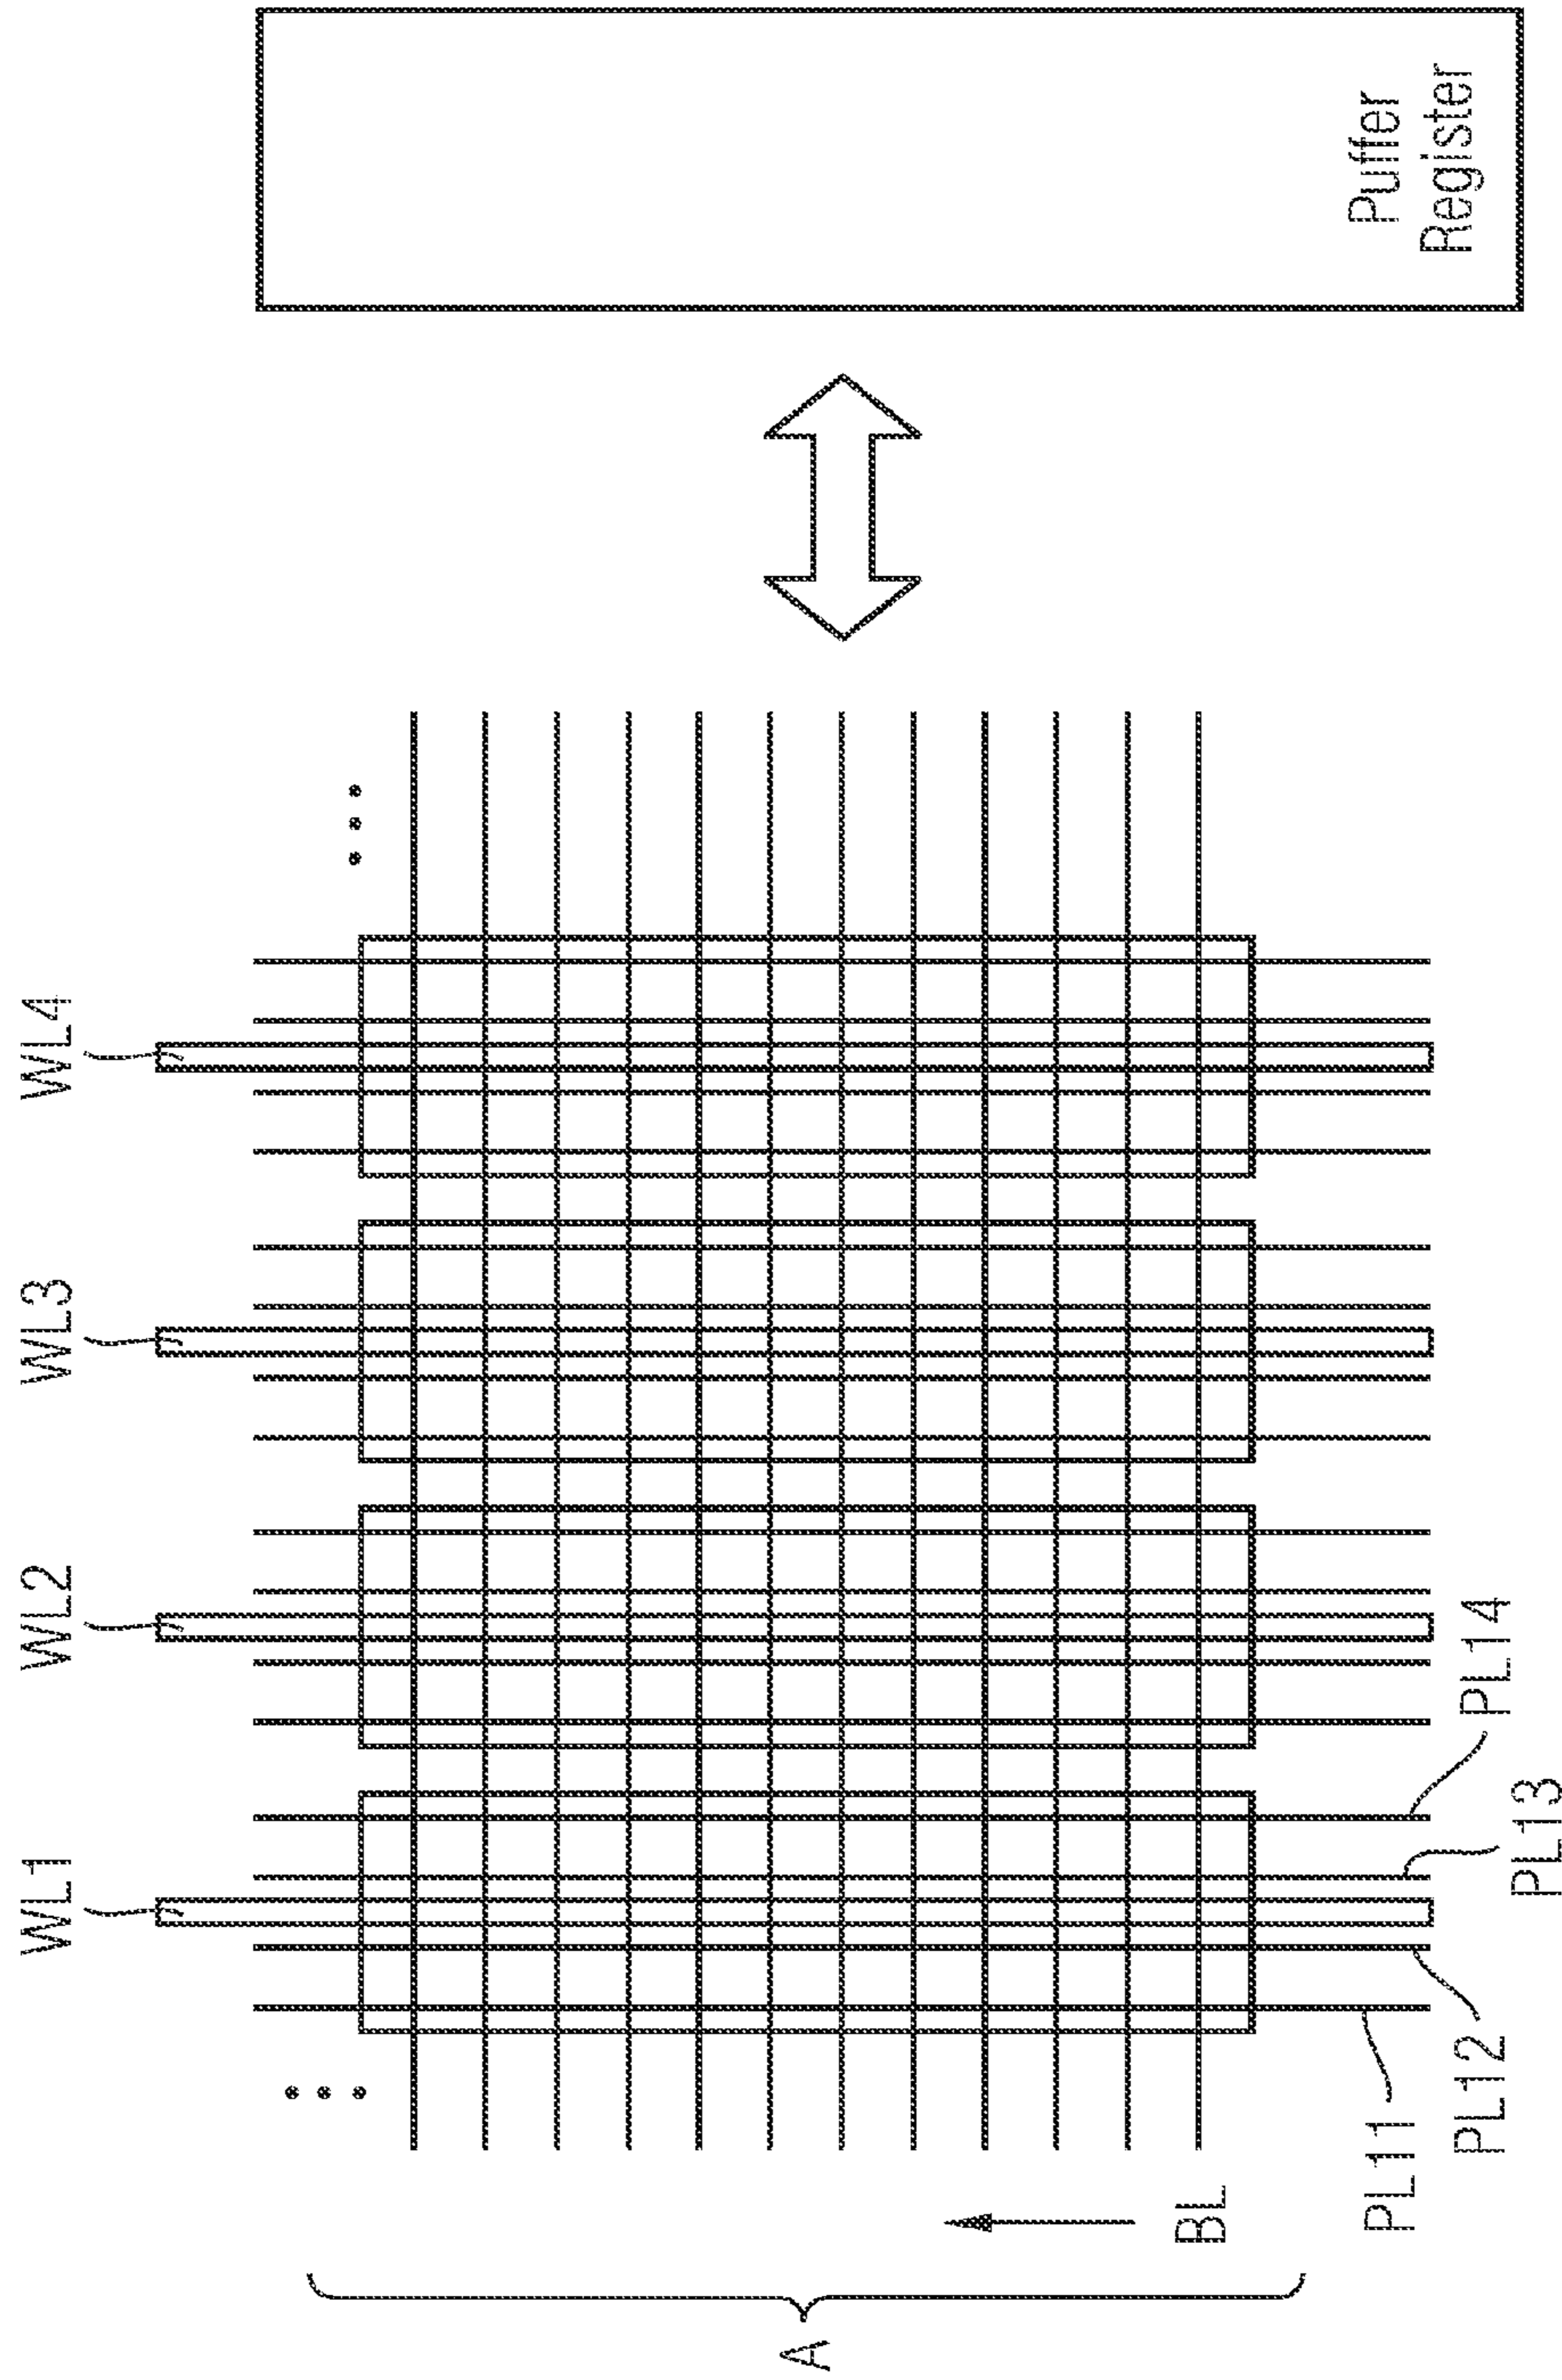 WL1
WL2
WL3
WL4
Puffer
Register
A
BL
PL11
PL12
PL13
PL14